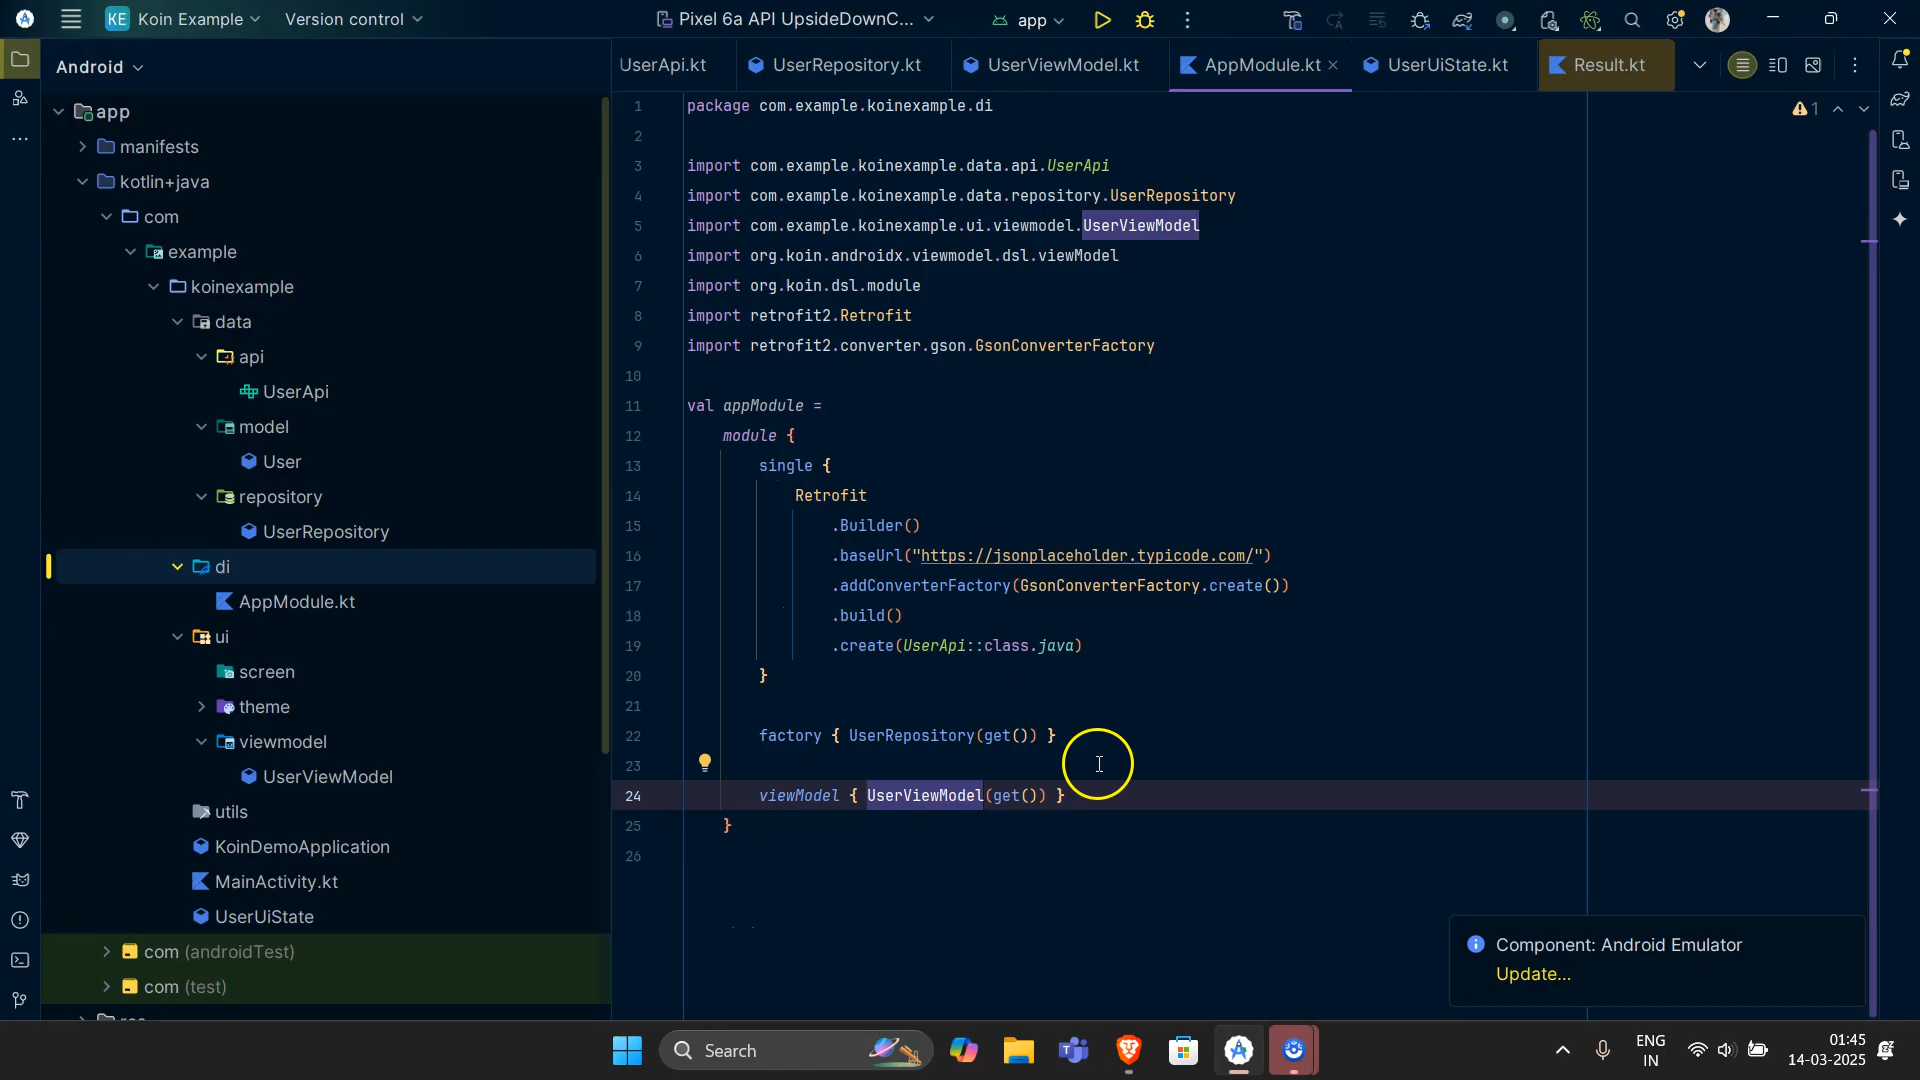 KE Koin Example Version control Pixel 6a API UpsideDownC... app
Android
UserApi.kt UserRepository.kt UserViewModel.kt AppModule.kt UserUiState.kt Result.kt
app
manifests
kotlin+java
com
example
koinexample
data
api
UserApi
model
User
repository
UserRepository
di
AppModule.kt
ui
screen
theme
viewmodel
UserViewModel
utils
KoinDemoApplication
MainActivity.kt
UserUiState
com (androidTest)
com (test)
1 package com.example.koinexample.di
2
3 import com.example.koinexample.data.api.UserApi
4 import com.example.koinexample.data.repository.UserRepository
5 import com.example.koinexample.ui.viewmodel.UserViewModel
6 import org.koin.androidx.viewmodel.dsl.viewModel
7 import org.koin.dsl.module
8 import retrofit2.Retrofit
9 import retrofit2.converter.gson.GsonConverterFactory
10
11 val appModule =
12 module {
13 single {
14 Retrofit
15 .Builder()
16 .baseUrl("https://jsonplaceholder.typicode.com/")
17 .addConverterFactory(GsonConverterFactory.create())
18 .build()
19 .create(UserApi::class.java)
20 }
21
22 factory { UserRepository(get()) }
23
24 viewModel { UserViewModel(get()) }
25 }
26
1
Component: Android Emulator
Update...
Search
ENG
IN
01:45
14-03-2025